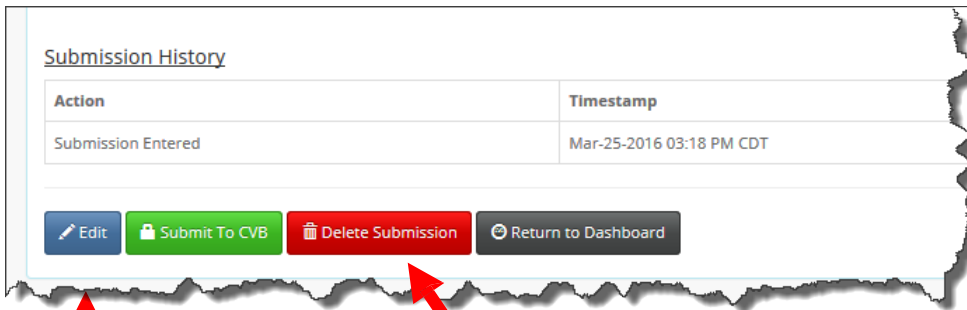 Submission History
Action Timestamp
Submission Entered Mar-25-2016 03:18 PM CDT
Edit Submit To CVB Delete Submission Return to Dashboard